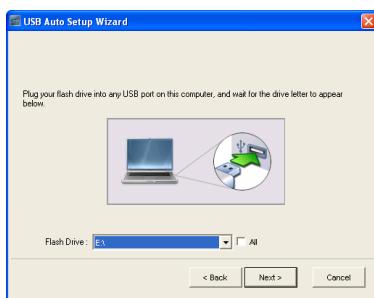 USB Auto Setup Wizard
Plug your flash drive into any USB port on this computer, and wait for the drive letter to appear
below.
Flash Drive : E:\ All
< Back Next > Cancel